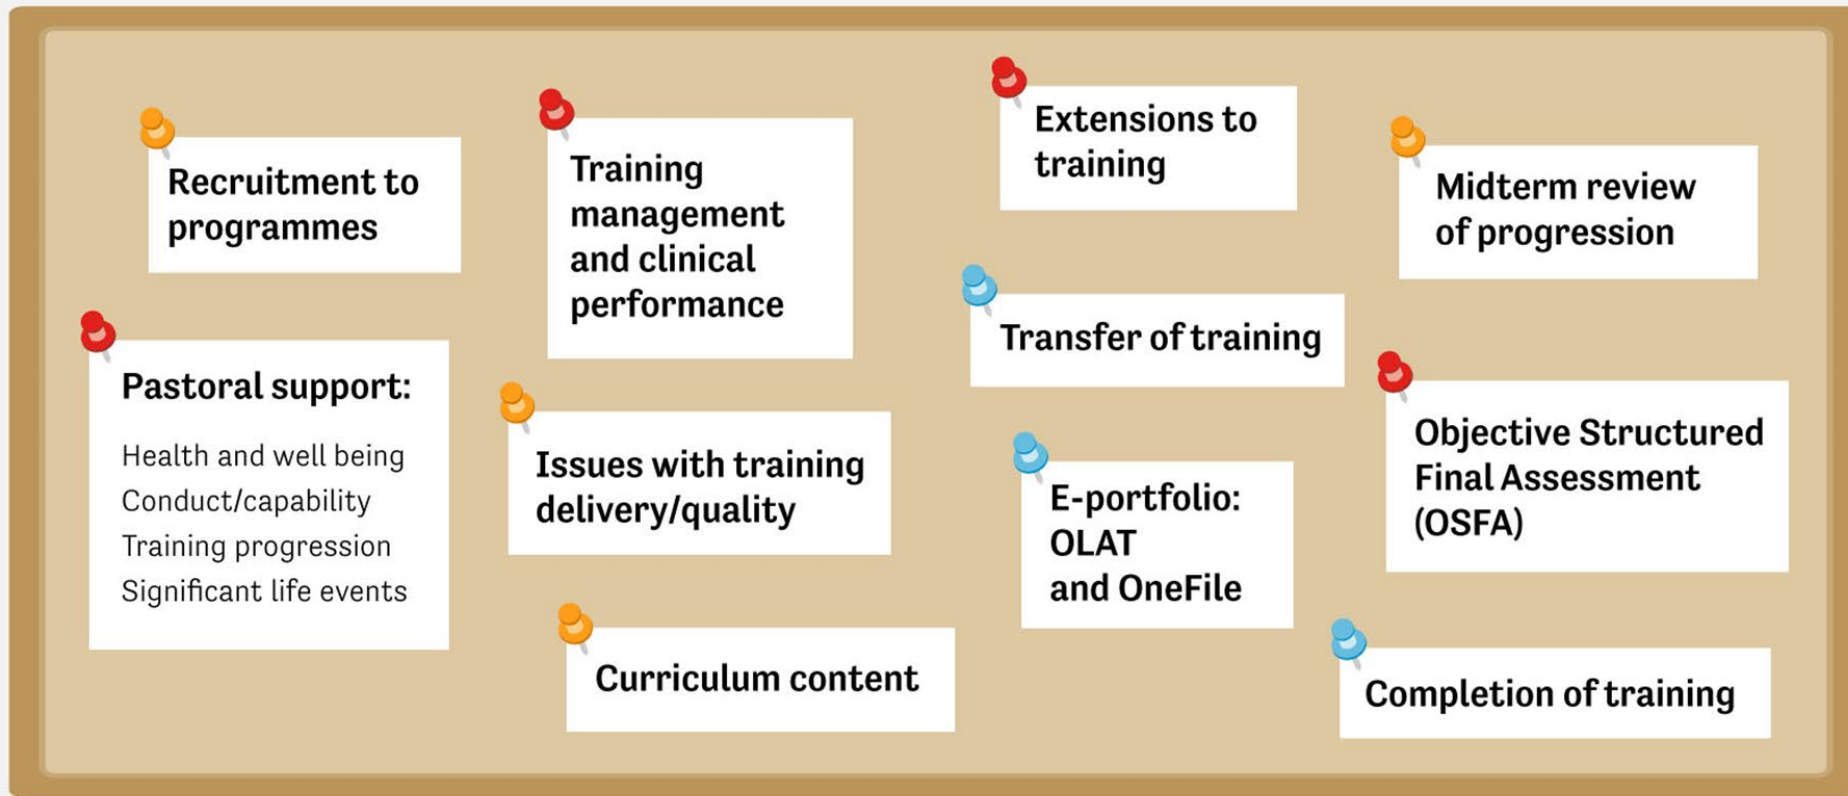 Recruitment to
programmes
Pastoral support:
Health and well being
Conduct/capability
Training progression
Significant life events
Training
management
and clinical
performance
Issues with training
delivery/quality
Curriculum content
Extensions to
training
Transfer of training
E-portfolio:
OLAT
and OneFile
Midterm review
of progression
Objective Structured
Final Assessment
(OSFA)
Completion of training